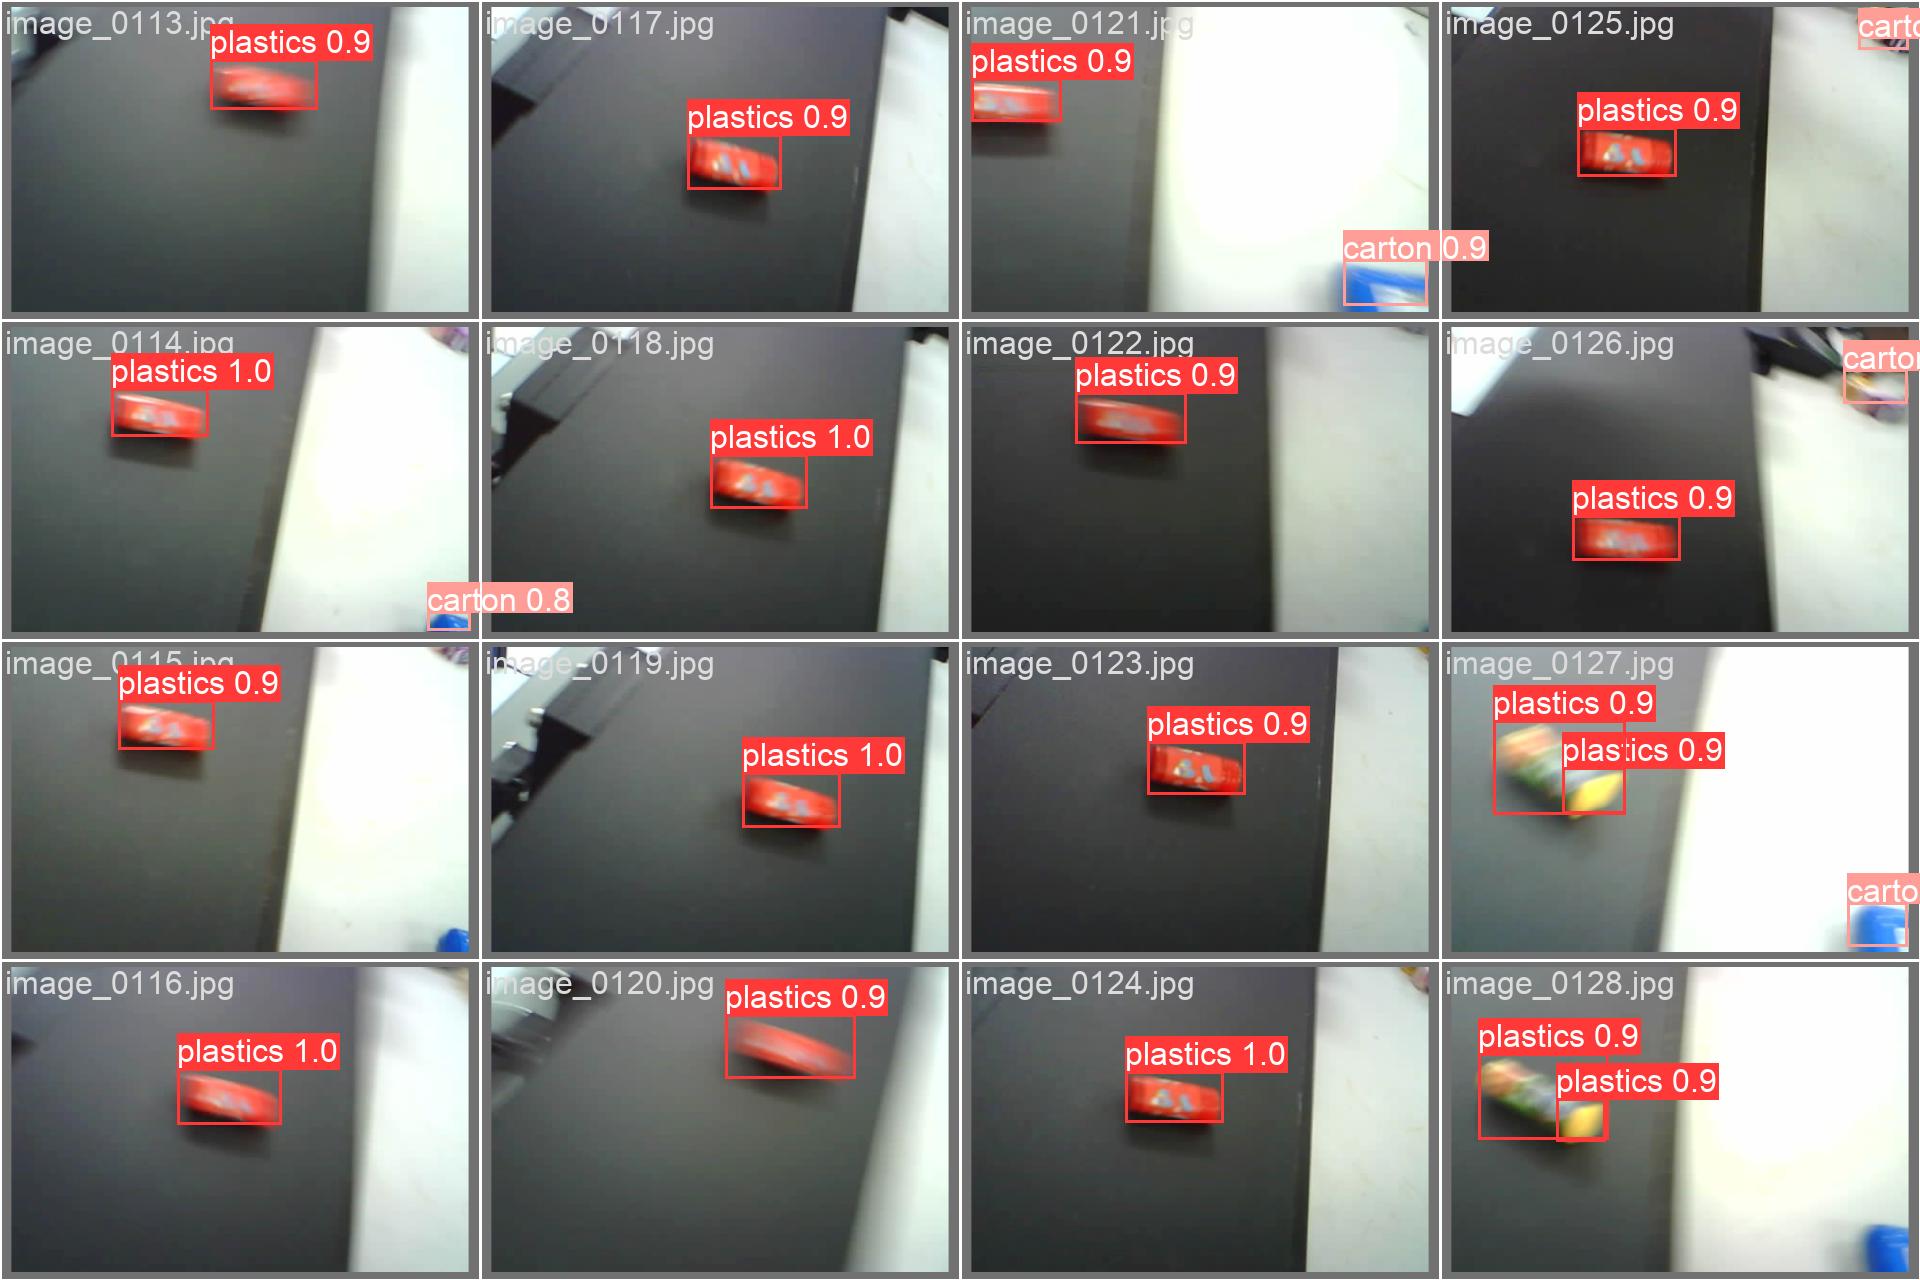 image_0113.jpg
plastics 0.9
image_0117.jpg
plastics 0.9
image_0121.jpg
plastics 0.9
carton 0.9
image_0125.jpg
carto
plastics 0.9
image_0114.jpg
plastics 1.0
carton 0.8
image_0118.jpg
plastics 1.0
image_0122.jpg
plastics 0.9
image_0126.jpg
carto
plastics 0.9
image_0115.jpg
plastics 0.9
image_0119.jpg
plastics 1.0
image_0123.jpg
plastics 0.9
image_0127.jpg
plastics 0.9
plastics 0.9
carto
image_0116.jpg
plastics 1.0
image_0120.jpg
plastics 0.9
image_0124.jpg
plastics 1.0
image_0128.jpg
plastics 0.9
plastics 0.9